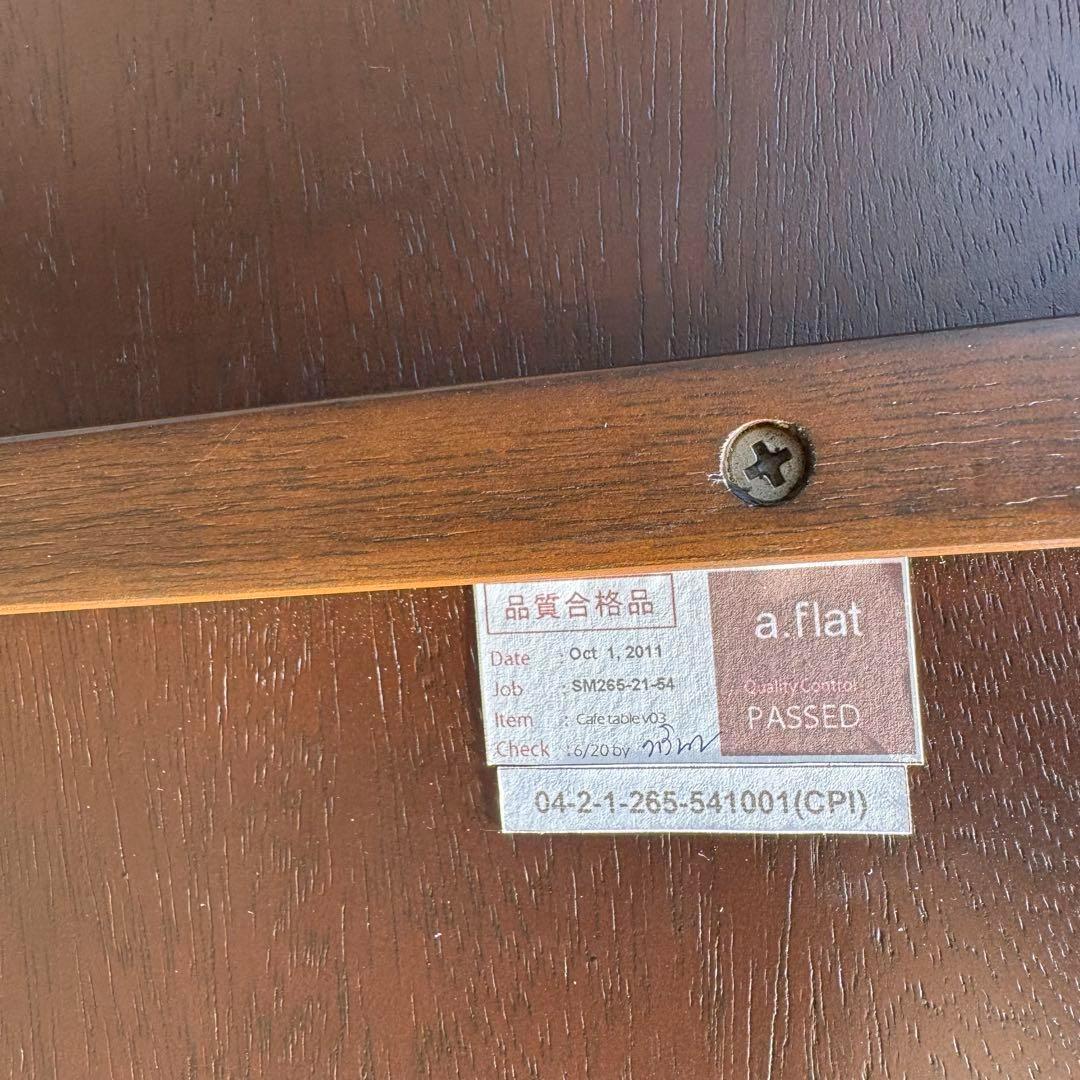 品質合格品
Date : Oct 1, 2011
Job : SM265-21-54
Item : Cafe table v03
Check : 6/20 by
a.flat
Quality Control
PASSED
04-2-1-265-541001(CPI)